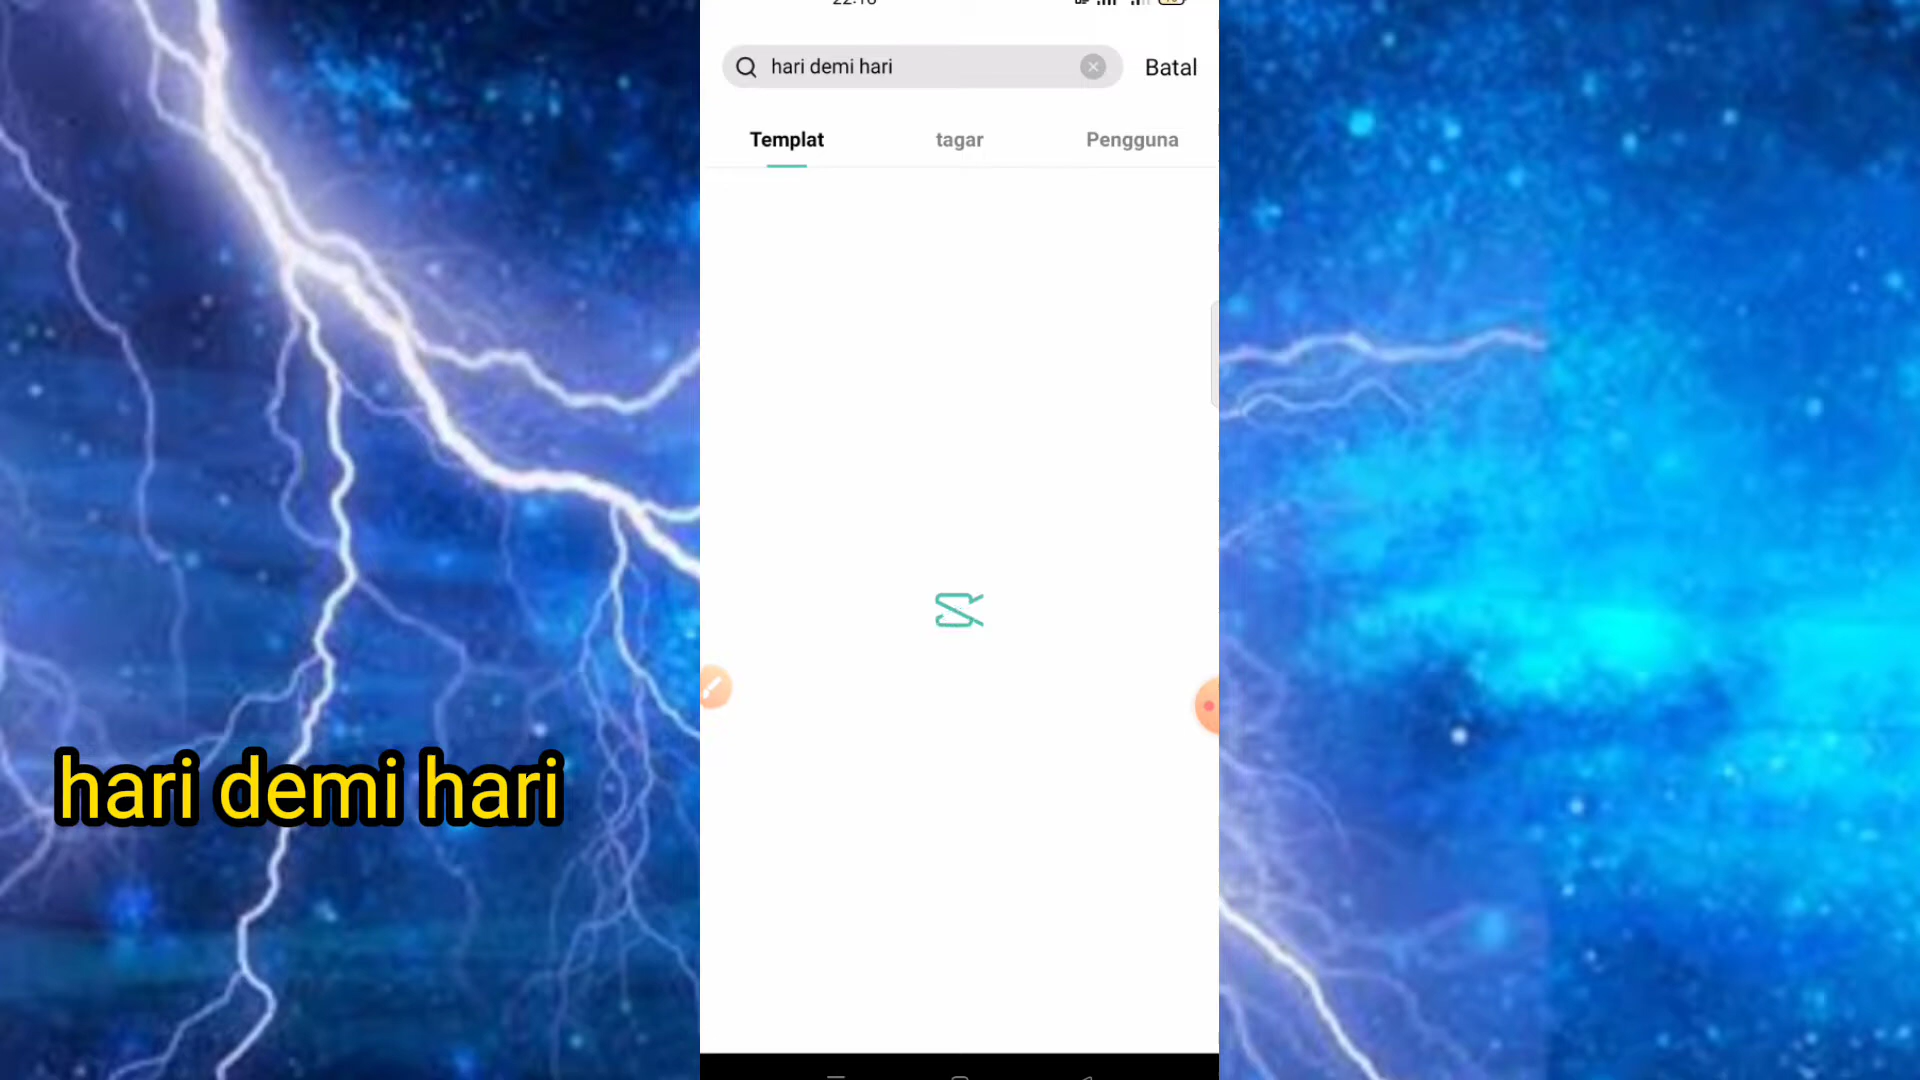 hari demi hari
Batal
Templat
tagar
Pengguna
hari demi hari